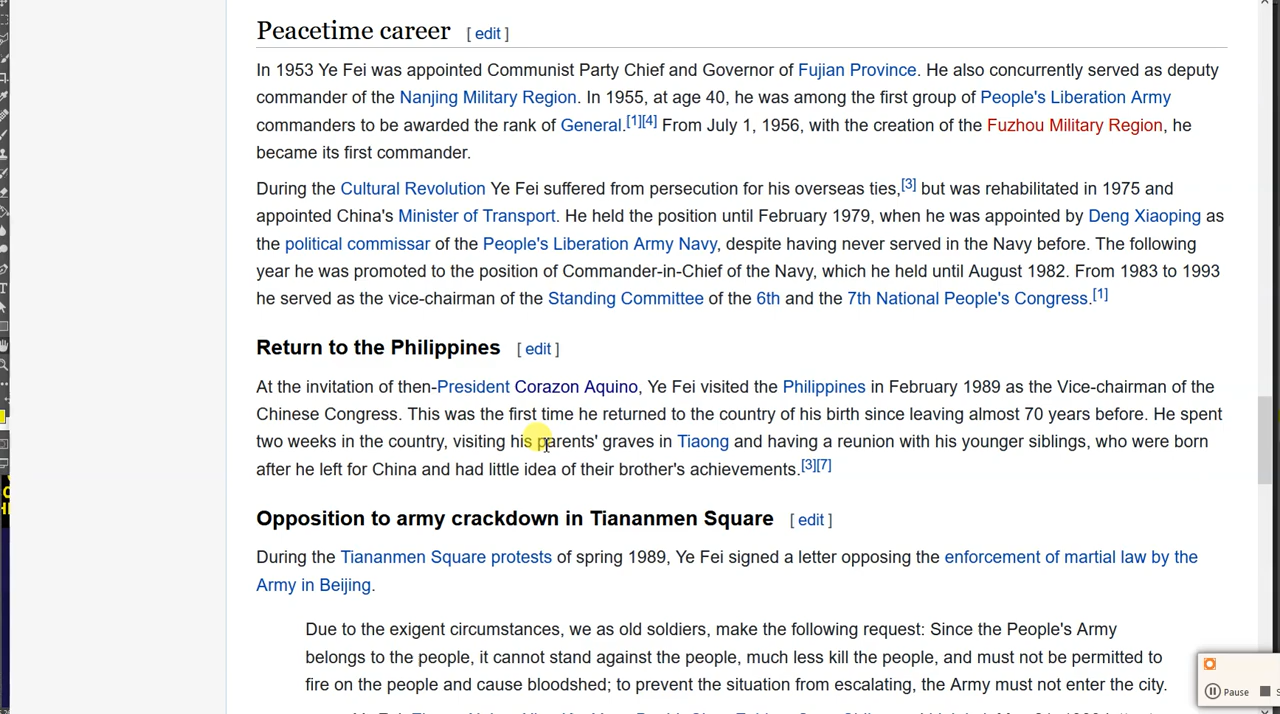 Peacetime career [ edit ]
In 1953 Ye Fei was appointed Communist Party Chief and Governor of Fujian Province. He also concurrently served as deputy
commander of the Nanjing Military Region. In 1955, at age 40, he was among the first group of People's Liberation Army
commanders to be awarded the rank of General.[1][4] From July 1, 1956, with the creation of the Fuzhou Military Region, he
became its first commander.
During the Cultural Revolution Ye Fei suffered from persecution for his overseas ties,[3] but was rehabilitated in 1975 and
appointed China's Minister of Transport. He held the position until February 1979, when he was appointed by Deng Xiaoping as
the political commissar of the People's Liberation Army Navy, despite having never served in the Navy before. The following
year he was promoted to the position of Commander-in-Chief of the Navy, which he held until August 1982. From 1983 to 1993
he served as the vice-chairman of the Standing Committee of the 6th and the 7th National People's Congress.[1]
Return to the Philippines [ edit ]
At the invitation of then-President Corazon Aquino, Ye Fei visited the Philippines in February 1989 as the Vice-chairman of the
Chinese Congress. This was the first time he returned to the country of his birth since leaving almost 70 years before. He spent
two weeks in the country, visiting his parents' graves in Tiaong and having a reunion with his younger siblings, who were born
after he left for China and had little idea of their brother's achievements.[3][7]
Opposition to army crackdown in Tiananmen Square [ edit ]
During the Tiananmen Square protests of spring 1989, Ye Fei signed a letter opposing the enforcement of martial law by the
Army in Beijing.
Due to the exigent circumstances, we as old soldiers, make the following request: Since the People's Army
belongs to the people, it cannot stand against the people, much less kill the people, and must not be permitted to
fire on the people and cause bloodshed; to prevent the situation from escalating, the Army must not enter the city.
Pause